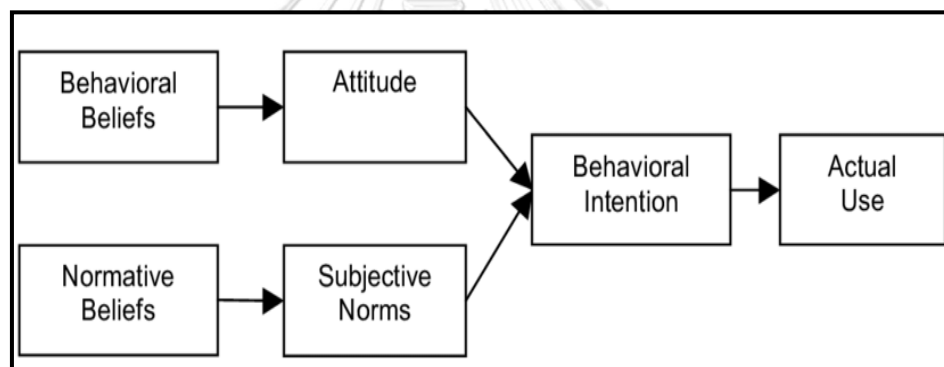 Behavioral
Beliefs
Attitude
Normative
Beliefs
Subjective
Norms
Behavioral
Intention
Actual
Use